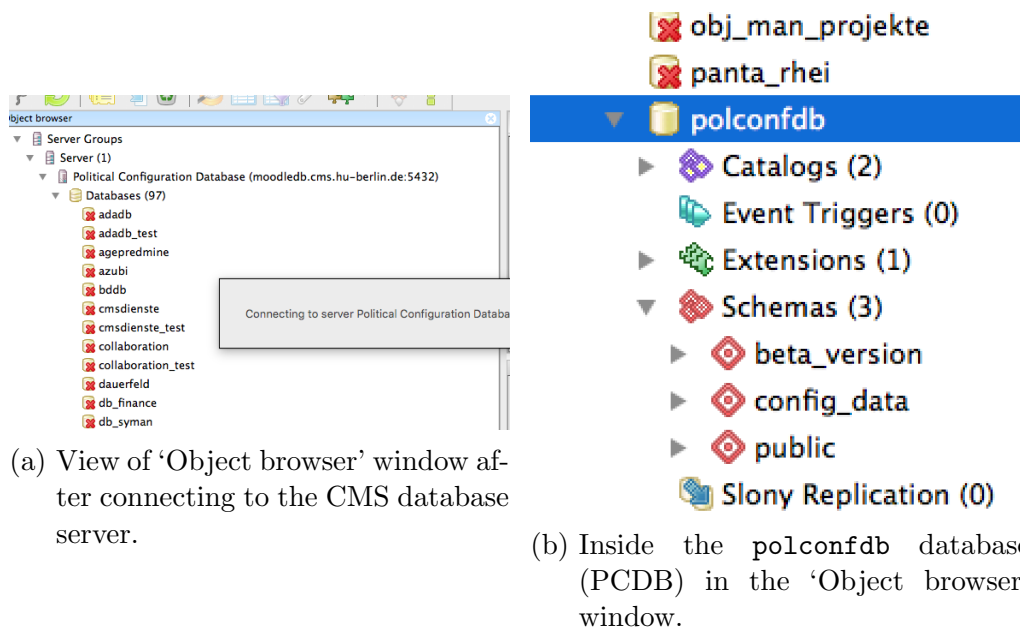 bject browser
Server Groups
Server (1)
Political Configuration Database (moodledb.cms.hu-berlin.de:5432)
Databases (97)
adadb
adadb_test
agepredmine
azubi
bddb
cmsdienste
cmsdienste_test
collaboration
collaboration_test
dauerfeld
db_finance
db_syman
Connecting to server Political Configuration Databa
(a) View of ‘Object browser’ window af-
ter connecting to the CMS database
server.
obj_man_projekte
panta_rhei
polconfdb
Catalogs (2)
Event Triggers (0)
Extensions (1)
Schemas (3)
beta_version
config_data
public
Slony Replication (0)
(b) Inside the polconfdb database
(PCDB) in the ‘Object browser
window.